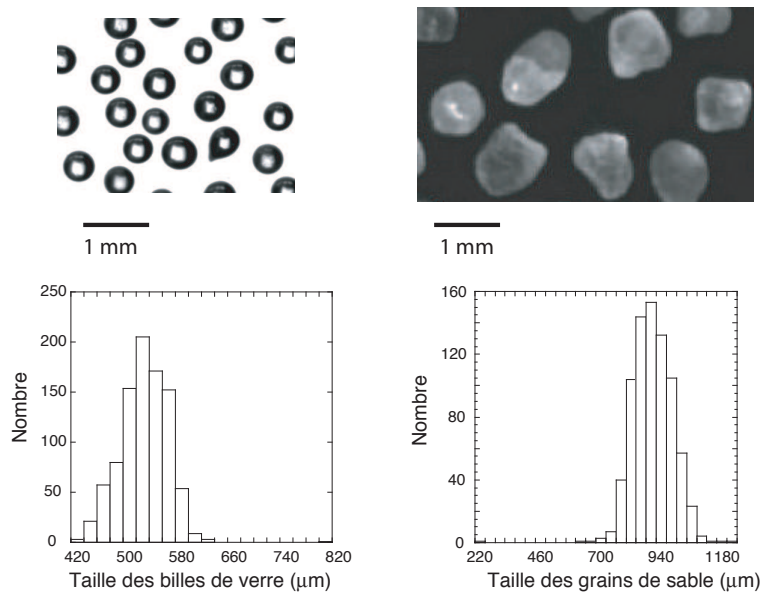 1 mm
1 mm
250
200
150
100
50
0
Nombre
420 500 580 660 740 820
Taille des billes de verre (μm)
160
120
80
40
0
Nombre
220 460 700 940 1180
Taille des grains de sable (μm)